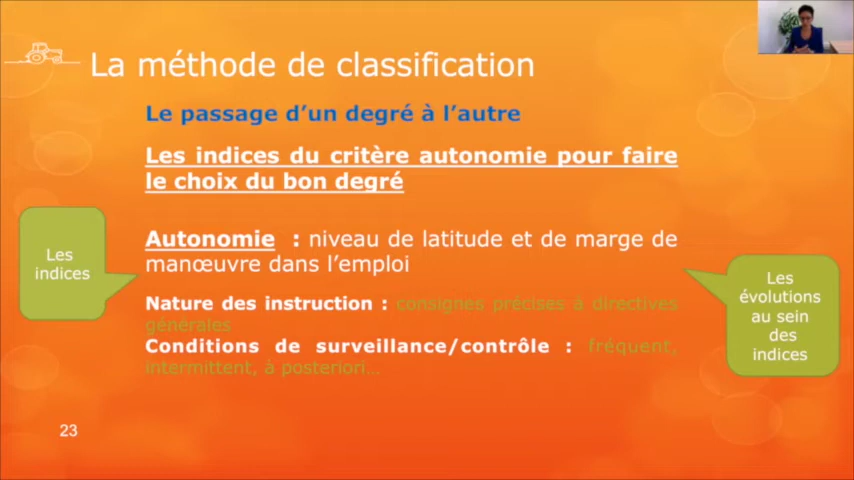 La méthode de classification
Le passage d'un degré à l'autre
Les indices du critère autonomie pour faire
le choix du bon degré
Les
indices
Autonomie : niveau de latitude et de marge de
manœuvre dans l'emploi
Nature des instruction : consignes précises à directives
générales
Conditions de surveillance/contrôle : fréquent,
intermittent, à posteriori...
Les
évolutions
au sein
des
indices
23